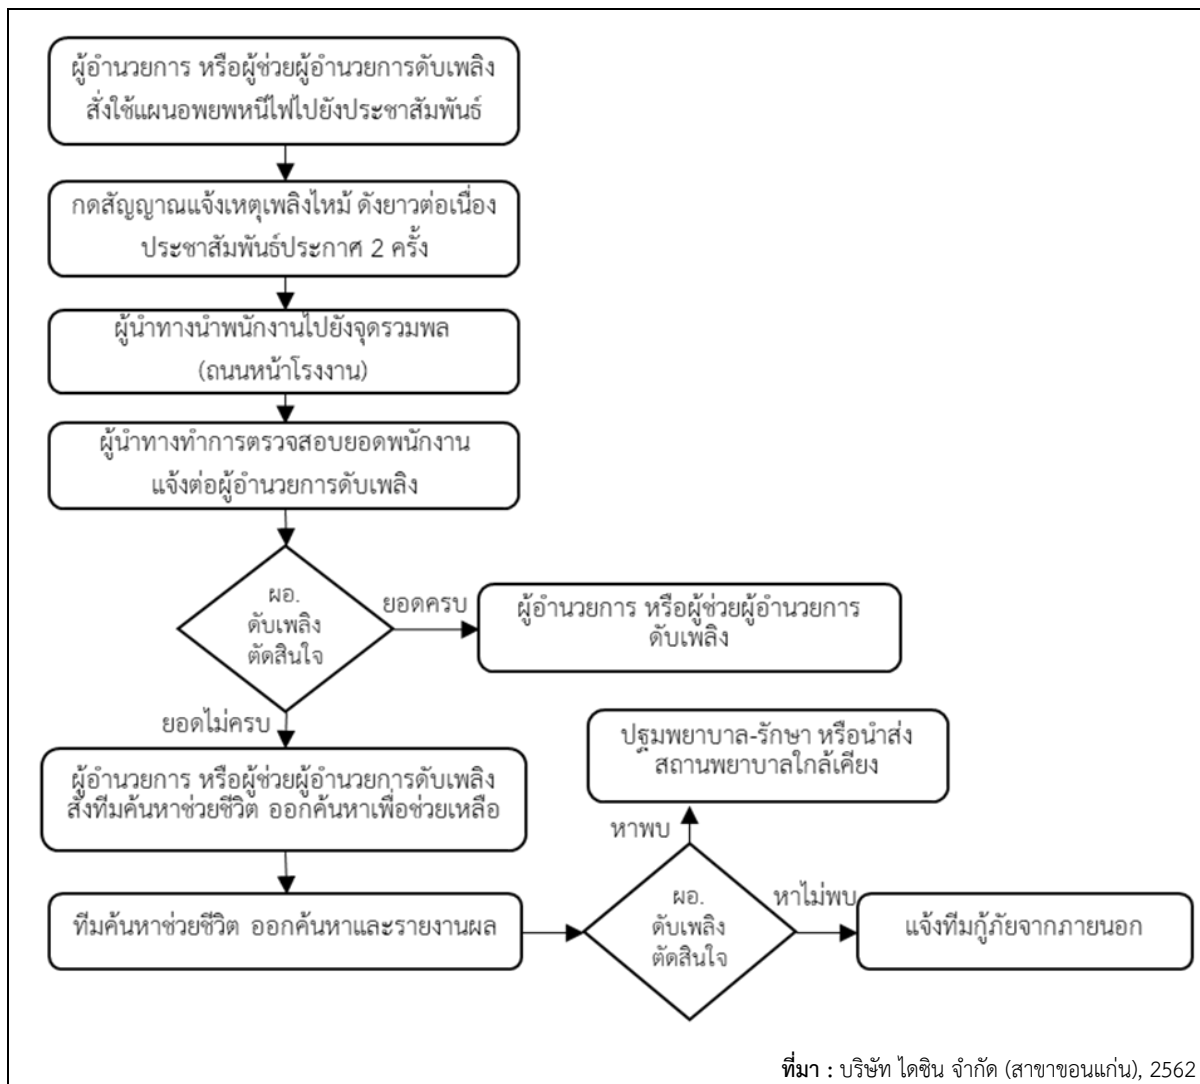 ผู้อำนวยการ หรือผู้ช่วยผู้อำนวยการดับเพลิง
สั่งใช้แผนอพยพหนีไฟไปยังประชาสัมพันธ์
กดสัญญาณแจ้งเหตุเพลิงไหม้ ดังยาวต่อเนื่อง
ประชาสัมพันธ์ประกาศ 2 ครั้ง
ผู้นำทางนำพนักงานไปยังจุดรวมพล
(ถนนหน้าโรงงาน)
ผู้นำทางทำการตรวจสอบยอดพนักงาน
แจ้งต่อผู้อำนวยการดับเพลิง
ผอ.
ดับเพลิง
ตัดสินใจ
ยอดครบ
ผู้อำนวยการ หรือผู้ช่วยผู้อำนวยการ
ดับเพลิง
ยอดไม่ครบ
ผู้อำนวยการ หรือผู้ช่วยผู้อำนวยการดับเพลิง
สั่งทีมค้นหาช่วยชีวิต ออกค้นหาเพื่อช่วยเหลือ
ทีมค้นหาช่วยชีวิต ออกค้นหาและรายงานผล
ผอ.
ดับเพลิง
ตัดสินใจ
หาพบ
ปฐมพยาบาล-รักษา หรือนำส่ง
สถานพยาบาลใกล้เคียง
หาไม่พบ
แจ้งทีมกู้ภัยจากภายนอก
ที่มา : บริษัท ไดซิน จำกัด (สาขาขอนแก่น), 2562